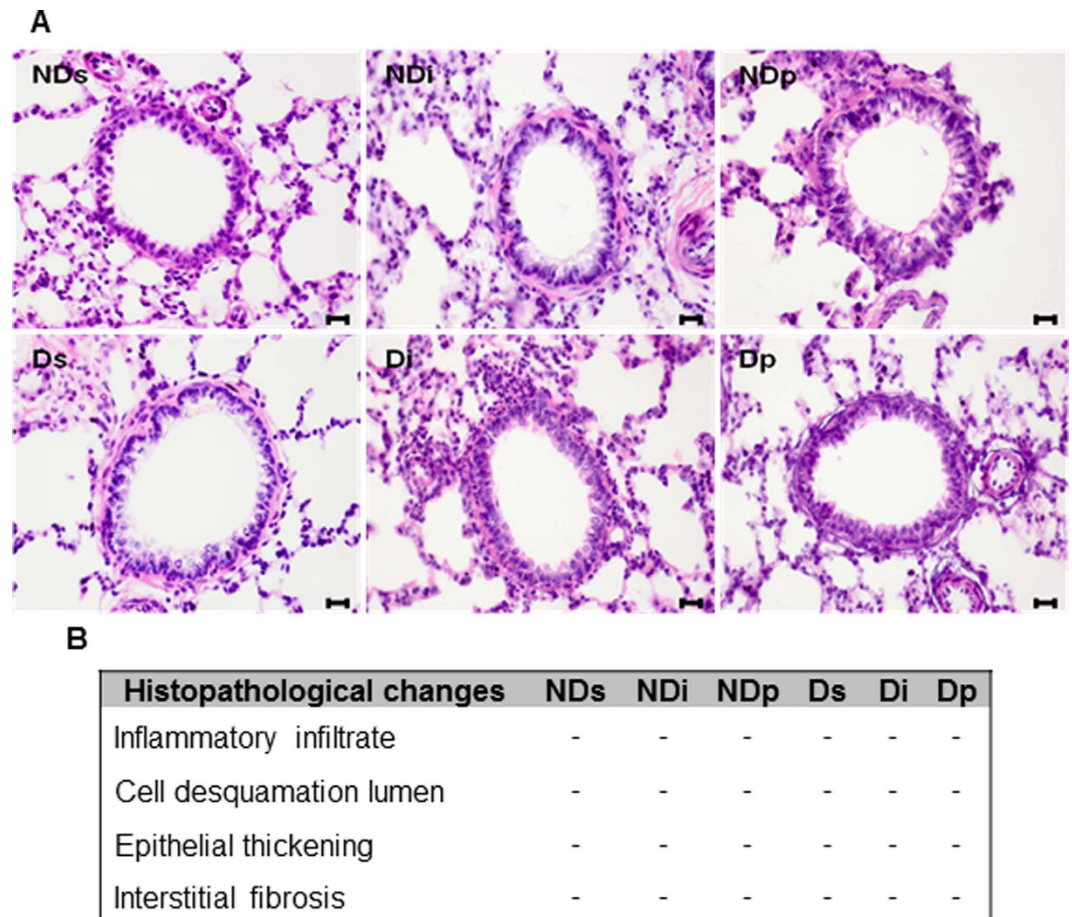 A
NDs NDi NDp
Ds Di Dp
B
Histopathological changes NDs NDi NDp Ds Di Dp
Inflammatory infiltrate - - - - - -
Cell desquamation lumen - - - - - -
Epithelial thickening - - - - - -
Interstitial fibrosis - - - - - -